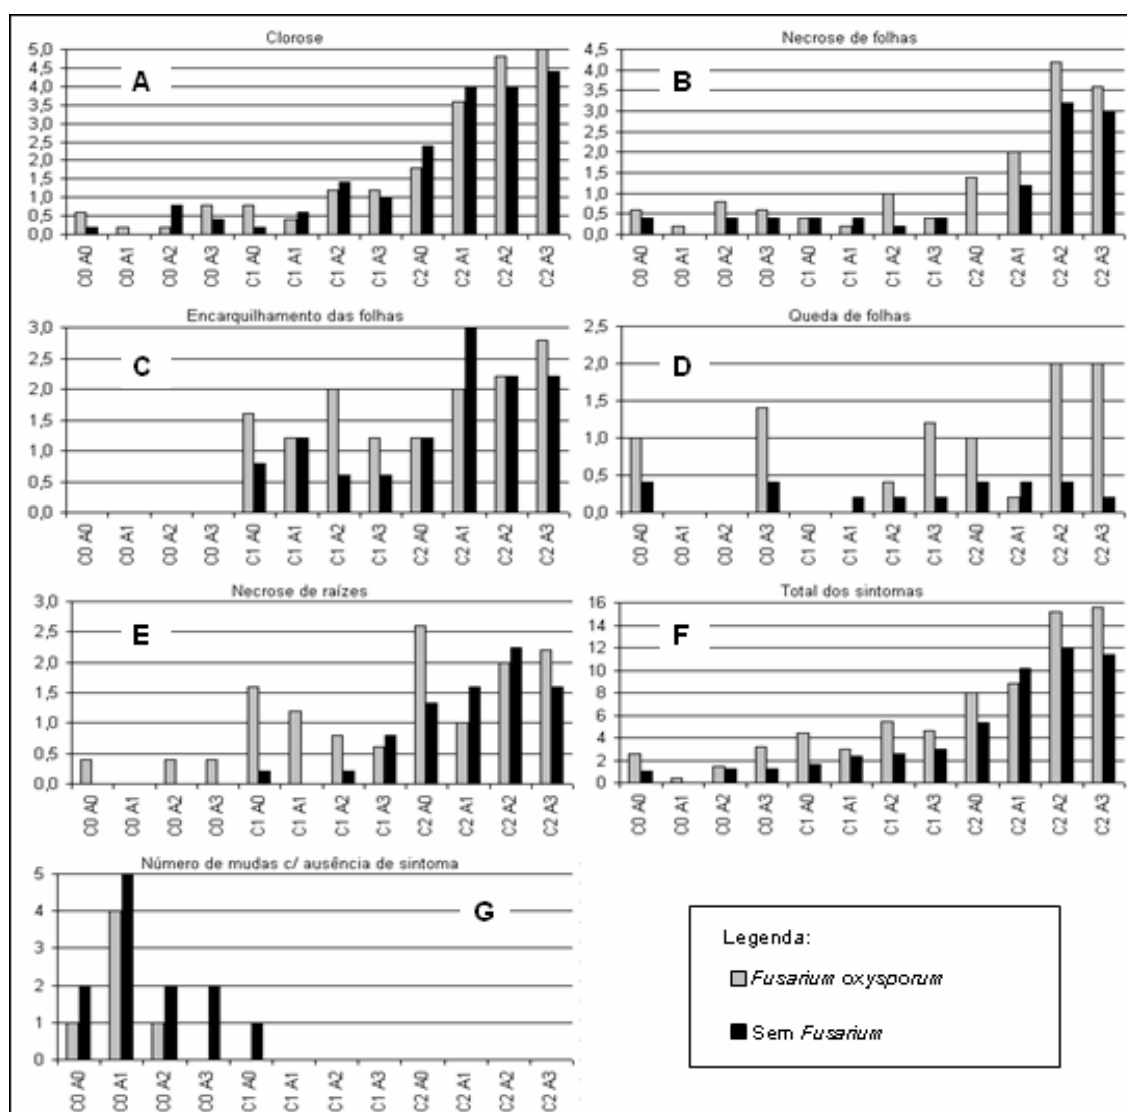 Clorose
A
5,0
4,5
4,0
3,5
3,0
2,5
2,0
1,5
1,0
0,5
0,0
C0 A0
C0 A1
C0 A2
C0 A3
C1 A0
C1 A1
C1 A2
C1 A3
C2 A0
C2 A1
C2 A2
C2 A3
Necrose de folhas
B
4,5
4,0
3,5
3,0
2,5
2,0
1,5
1,0
0,5
0,0
C0 A0
C0 A1
C0 A2
C0 A3
C1 A0
C1 A1
C1 A2
C1 A3
C2 A0
C2 A1
C2 A2
C2 A3
Encarquilhamento das folhas
C
3,0
2,5
2,0
1,5
1,0
0,5
0,0
C0 A0
C0 A1
C0 A2
C0 A3
C1 A0
C1 A1
C1 A2
C1 A3
C2 A0
C2 A1
C2 A2
C2 A3
Queda de folhas
D
2,5
2,0
1,5
1,0
0,5
0,0
C0 A0
C0 A1
C0 A2
C0 A3
C1 A0
C1 A1
C1 A2
C1 A3
C2 A0
C2 A1
C2 A2
C2 A3
Necrose de raízes
E
3,0
2,5
2,0
1,5
1,0
0,5
0,0
C0 A0
C0 A1
C0 A2
C0 A3
C1 A0
C1 A1
C1 A2
C1 A3
C2 A0
C2 A1
C2 A2
C2 A3
Total dos sintomas
F
16
14
12
10
8
6
4
2
0
C0 A0
C0 A1
C0 A2
C0 A3
C1 A0
C1 A1
C1 A2
C1 A3
C2 A0
C2 A1
C2 A2
C2 A3
Número de mudas c/ ausência de sintoma
G
5
4
3
2
1
0
C0 A0
C0 A1
C0 A2
C0 A3
C1 A0
C1 A1
C1 A2
C1 A3
C2 A0
C2 A1
C2 A2
C2 A3
Legenda:
Fusarium oxysporum
Sem Fusarium